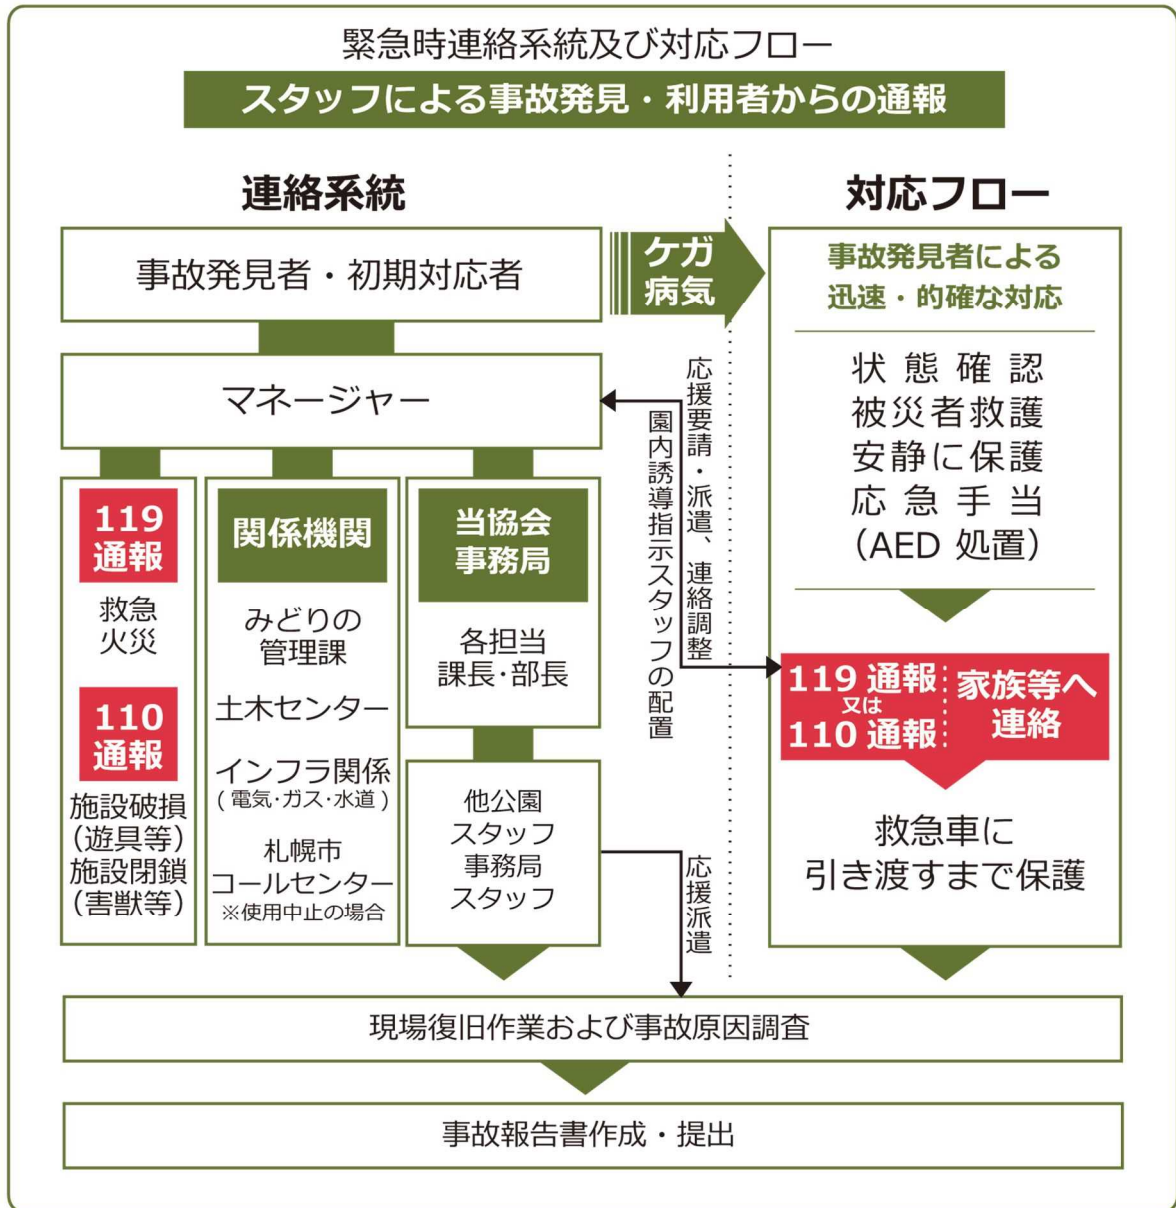 緊急時連絡系統及び対応フロー
スタッフによる事故発見・利用者からの通報
連絡系統
事故発見者・初期対応者
ケガ
病気
マネージャー
119
通報
救急
火災
110
通報
施設破損
(遊具等)
施設閉鎖
(害獣等)
関係機関
みどりの
管理課
土木センター
インフラ関係
(電気・ガス・水道)
札幌市
コールセンター
※使用中止の場合
当協会
事務局
各担当
課長・部長
他公園
スタッフ
事務局
スタッフ
応援要請・派遣、連絡調整
園内誘導指示スタッフの配置
応援派遣
対応フロー
事故発見者による
迅速・的確な対応
状態確認
被災者救護
安静に保護
応急手当
(AED 処置)
119 通報
又は
110 通報
家族等へ
連絡
救急車に
引き渡すまで保護
現場復旧作業および事故原因調査
事故報告書作成・提出